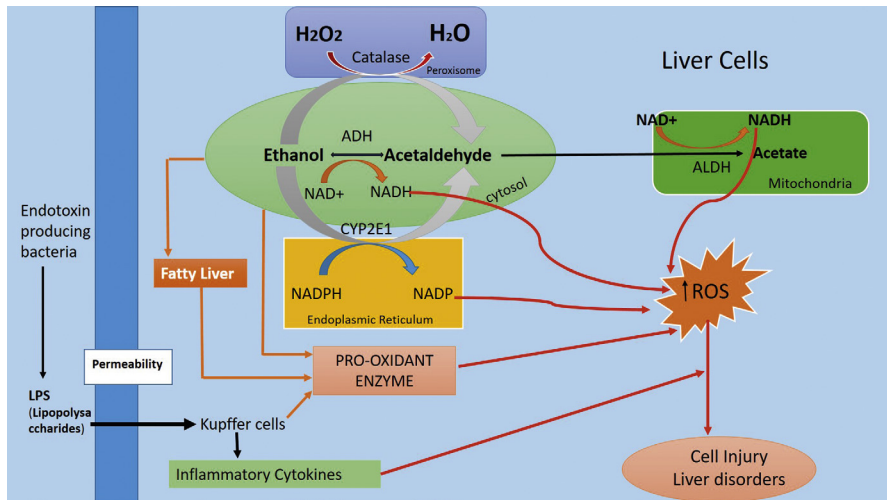 H₂O₂ H₂O
Catalase
Peroxisome
Liver Cells
ADH
Ethanol Acetaldehyde
NAD+ NADH
cytosol
NAD+ NADH
Acetate
ALDH
Mitochondria
CYP2E1
NADPH NADP
Endoplasmic Reticulum
Endotoxin
producing
bacteria
Fatty Liver
ROS
Permeability
PRO-OXIDANT
ENZYME
LPS
(Lipopolysa
ccharides)
Kupffer cells
Inflammatory Cytokines
Cell Injury
Liver disorders